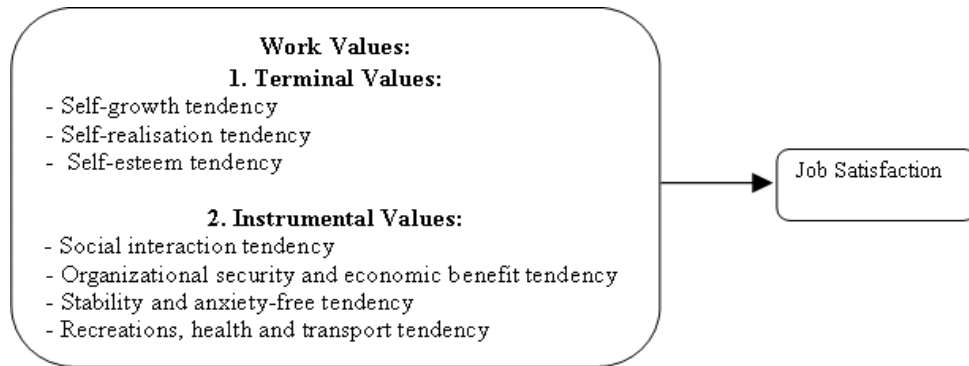 Work Values:
1. Terminal Values:
- Self-growth tendency
- Self-realisation tendency
- Self-esteem tendency
2. Instrumental Values:
- Social interaction tendency
- Organizational security and economic benefit tendency
- Stability and anxiety-free tendency
- Recreations, health and transport tendency
Job Satisfaction